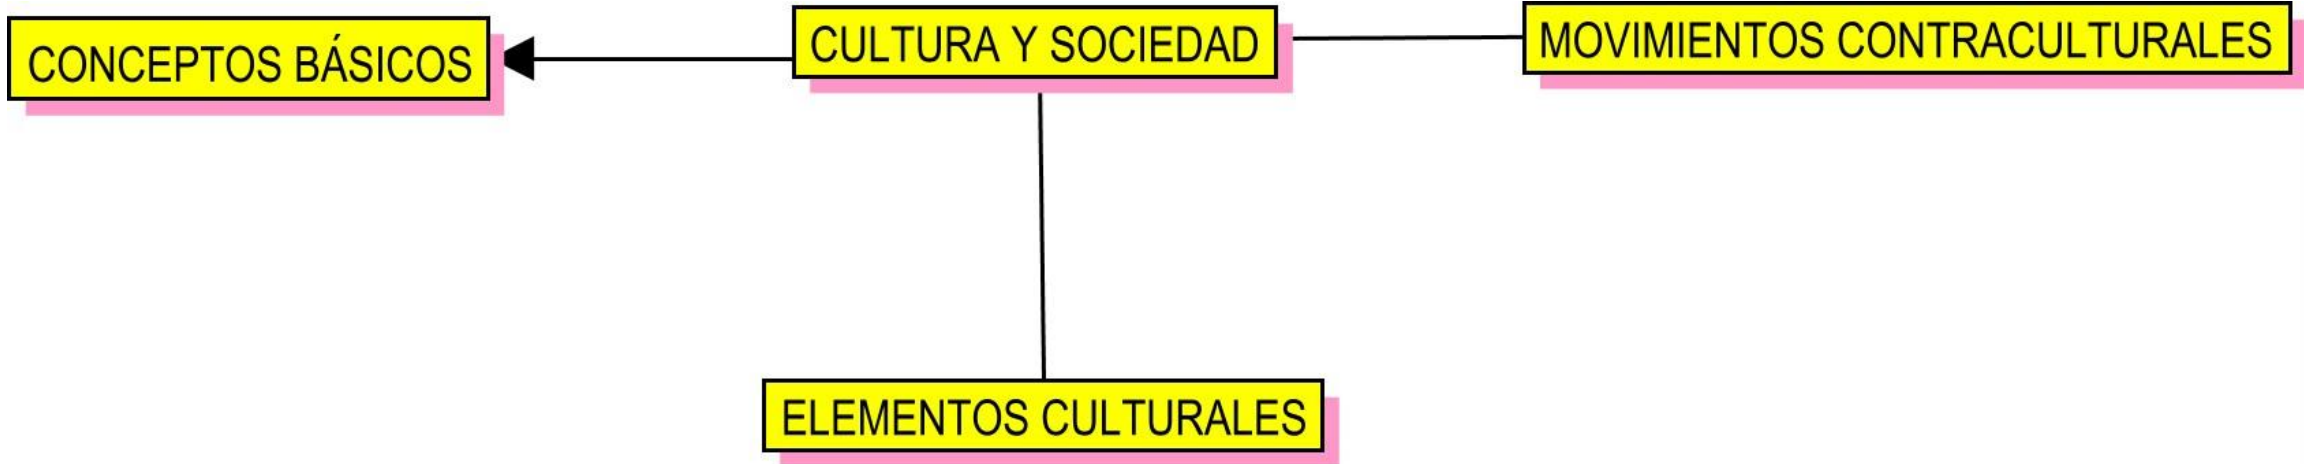 CONCEPTOS BÁSICOS
CULTURA Y SOCIEDAD
MOVIMIENTOS CONTRACULTURALES
ELEMENTOS CULTURALES